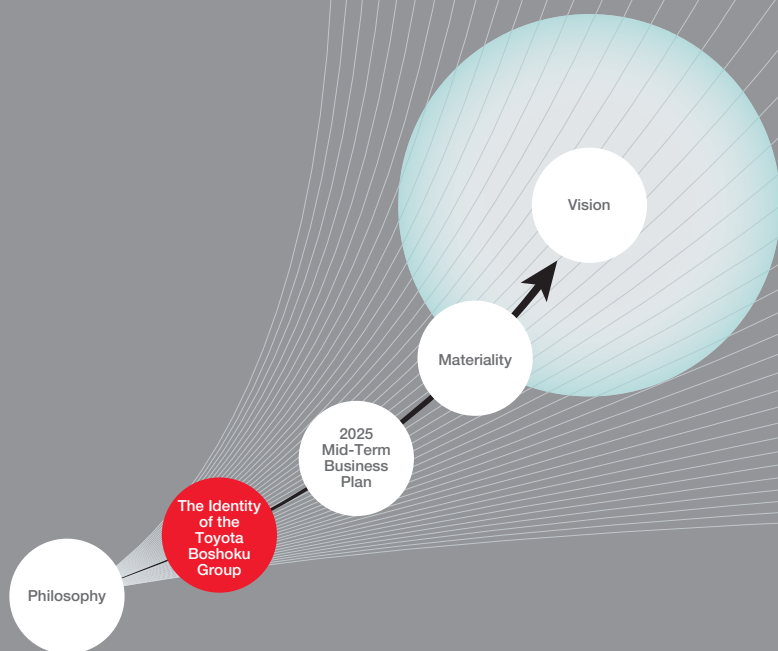 Vision
Materiality
2025
Mid-Term
Business
Plan
The Identity
of the
Toyota
Boshoku
Group
Philosophy